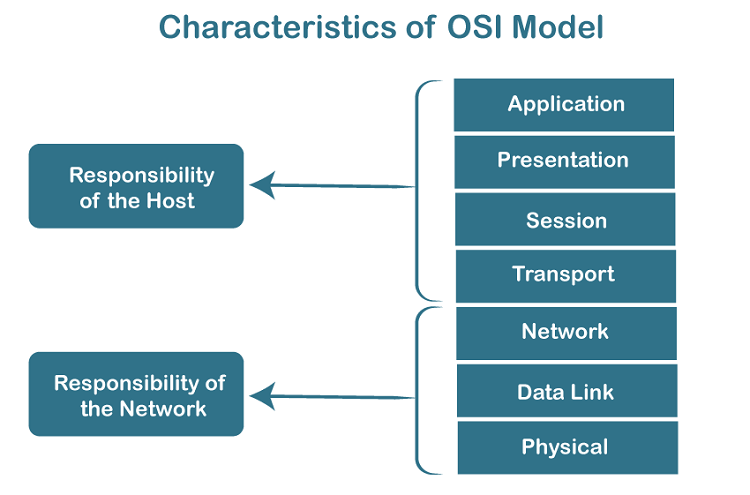 Characteristics of OSI Model
Responsibility
of the Host
Application
Presentation
Session
Transport
Responsibility of
the Network
Network
Data Link
Physical